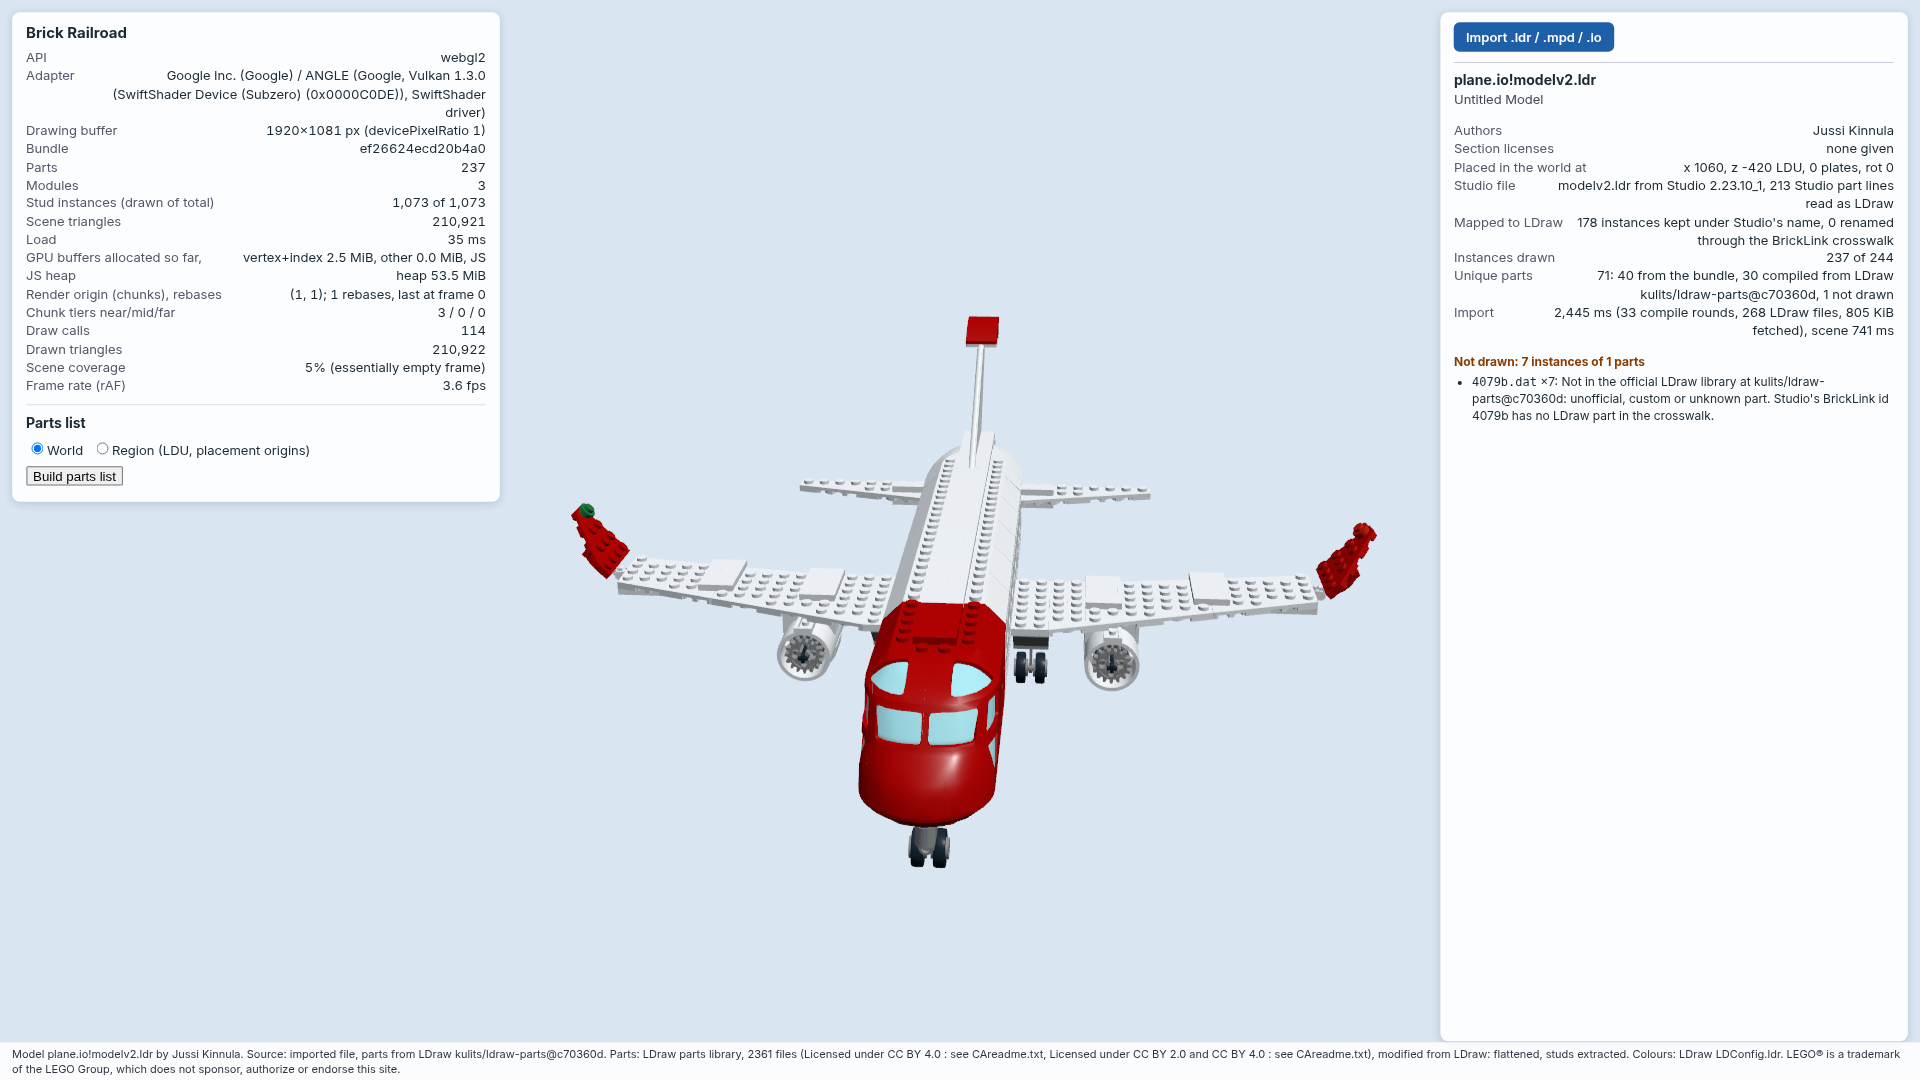 Brick Railroad
API webgl2
Adapter Google Inc. (Google) / ANGLE (Google, Vulkan 1.3.0
(SwiftShader Device (Subzero) (0x0000C0DE)), SwiftShader
driver)
Drawing buffer 1920×1081 px (devicePixelRatio 1)
Bundle ef26624ecd20b4a0
Parts 237
Modules 3
Stud instances (drawn of total) 1,073 of 1,073
Scene triangles 210,921
Load 35 ms
GPU buffers allocated so far, vertex+index 2.5 MiB, other 0.0 MiB, JS
JS heap heap 53.5 MiB
Render origin (chunks), rebases (1, 1); 1 rebases, last at frame 0
Chunk tiers near/mid/far 3 / 0 / 0
Draw calls 114
Drawn triangles 210,922
Scene coverage 5% (essentially empty frame)
Frame rate (rAF) 3.6 fps
Parts list
World Region (LDU, placement origins)
Build parts list
Import .ldr / .mpd / .io
plane.io!modelv2.ldr
Untitled Model
Authors Jussi Kinnula
Section licenses none given
Placed in the world at x 1060, z -420 LDU, 0 plates, rot 0
Studio file modelv2.ldr from Studio 2.23.10_1, 213 Studio part lines
read as LDraw
Mapped to LDraw 178 instances kept under Studio's name, 0 renamed
through the BrickLink crosswalk
Instances drawn 237 of 244
Unique parts 71: 40 from the bundle, 30 compiled from LDraw
kulits/ldraw-parts@c70360d, 1 not drawn
Import 2,445 ms (33 compile rounds, 268 LDraw files, 805 KiB
fetched), scene 741 ms
Not drawn: 7 instances of 1 parts
• 4079b.dat ×7: Not in the official LDraw library at kulits/ldraw-
parts@c70360d: unofficial, custom or unknown part. Studio's BrickLink id
4079b has no LDraw part in the crosswalk.
Model plane.io!modelv2.ldr by Jussi Kinnula. Source: imported file, parts from LDraw kulits/ldraw-parts@c70360d. Parts: LDraw parts library, 2361 files (Licensed under CC BY 4.0 : see CAreadme.txt, Licensed under CC BY 2.0 and CC BY 4.0 : see CAreadme.txt), modified from LDraw: flattened, studs extracted. Colours: LDraw LDConfig.ldr. LEGO® is a trademark
of the LEGO Group, which does not sponsor, authorize or endorse this site.